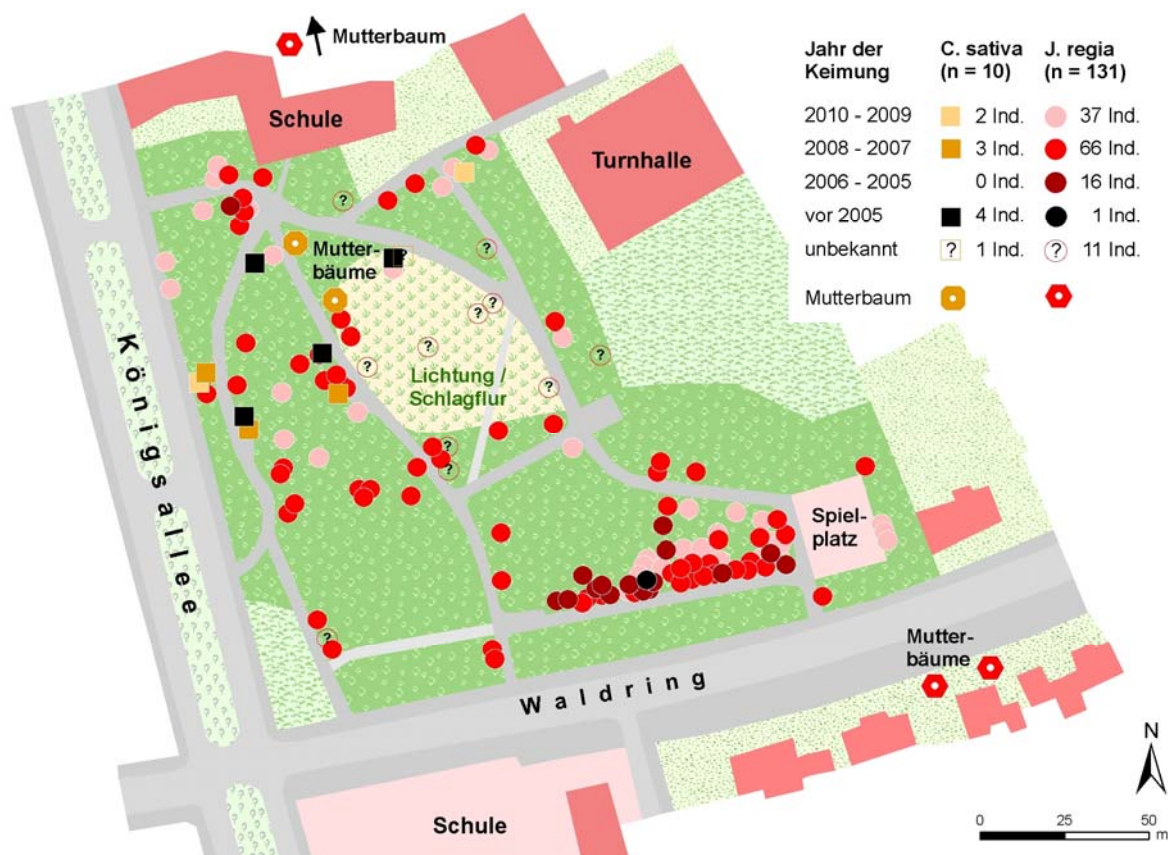 Mutterbaum
Schule
Turnhalle
Mutter-
bäume
Lichtung /
Schlagflur
Königsallee
Spiel-
platz
Waldring
Mutter-
bäume
Schule
Jahr der C. sativa J. regia
Keimung (n = 10) (n = 131)
2010 - 2009 2 Ind. 37 Ind.
2008 - 2007 3 Ind. 66 Ind.
2006 - 2005 0 Ind. 16 Ind.
vor 2005 4 Ind. 1 Ind.
unbekannt ? 1 Ind. ? 11 Ind.
Mutterbaum
?
?
?
?
?
?
?
?
?
?
?
?
N
0 25 50
m